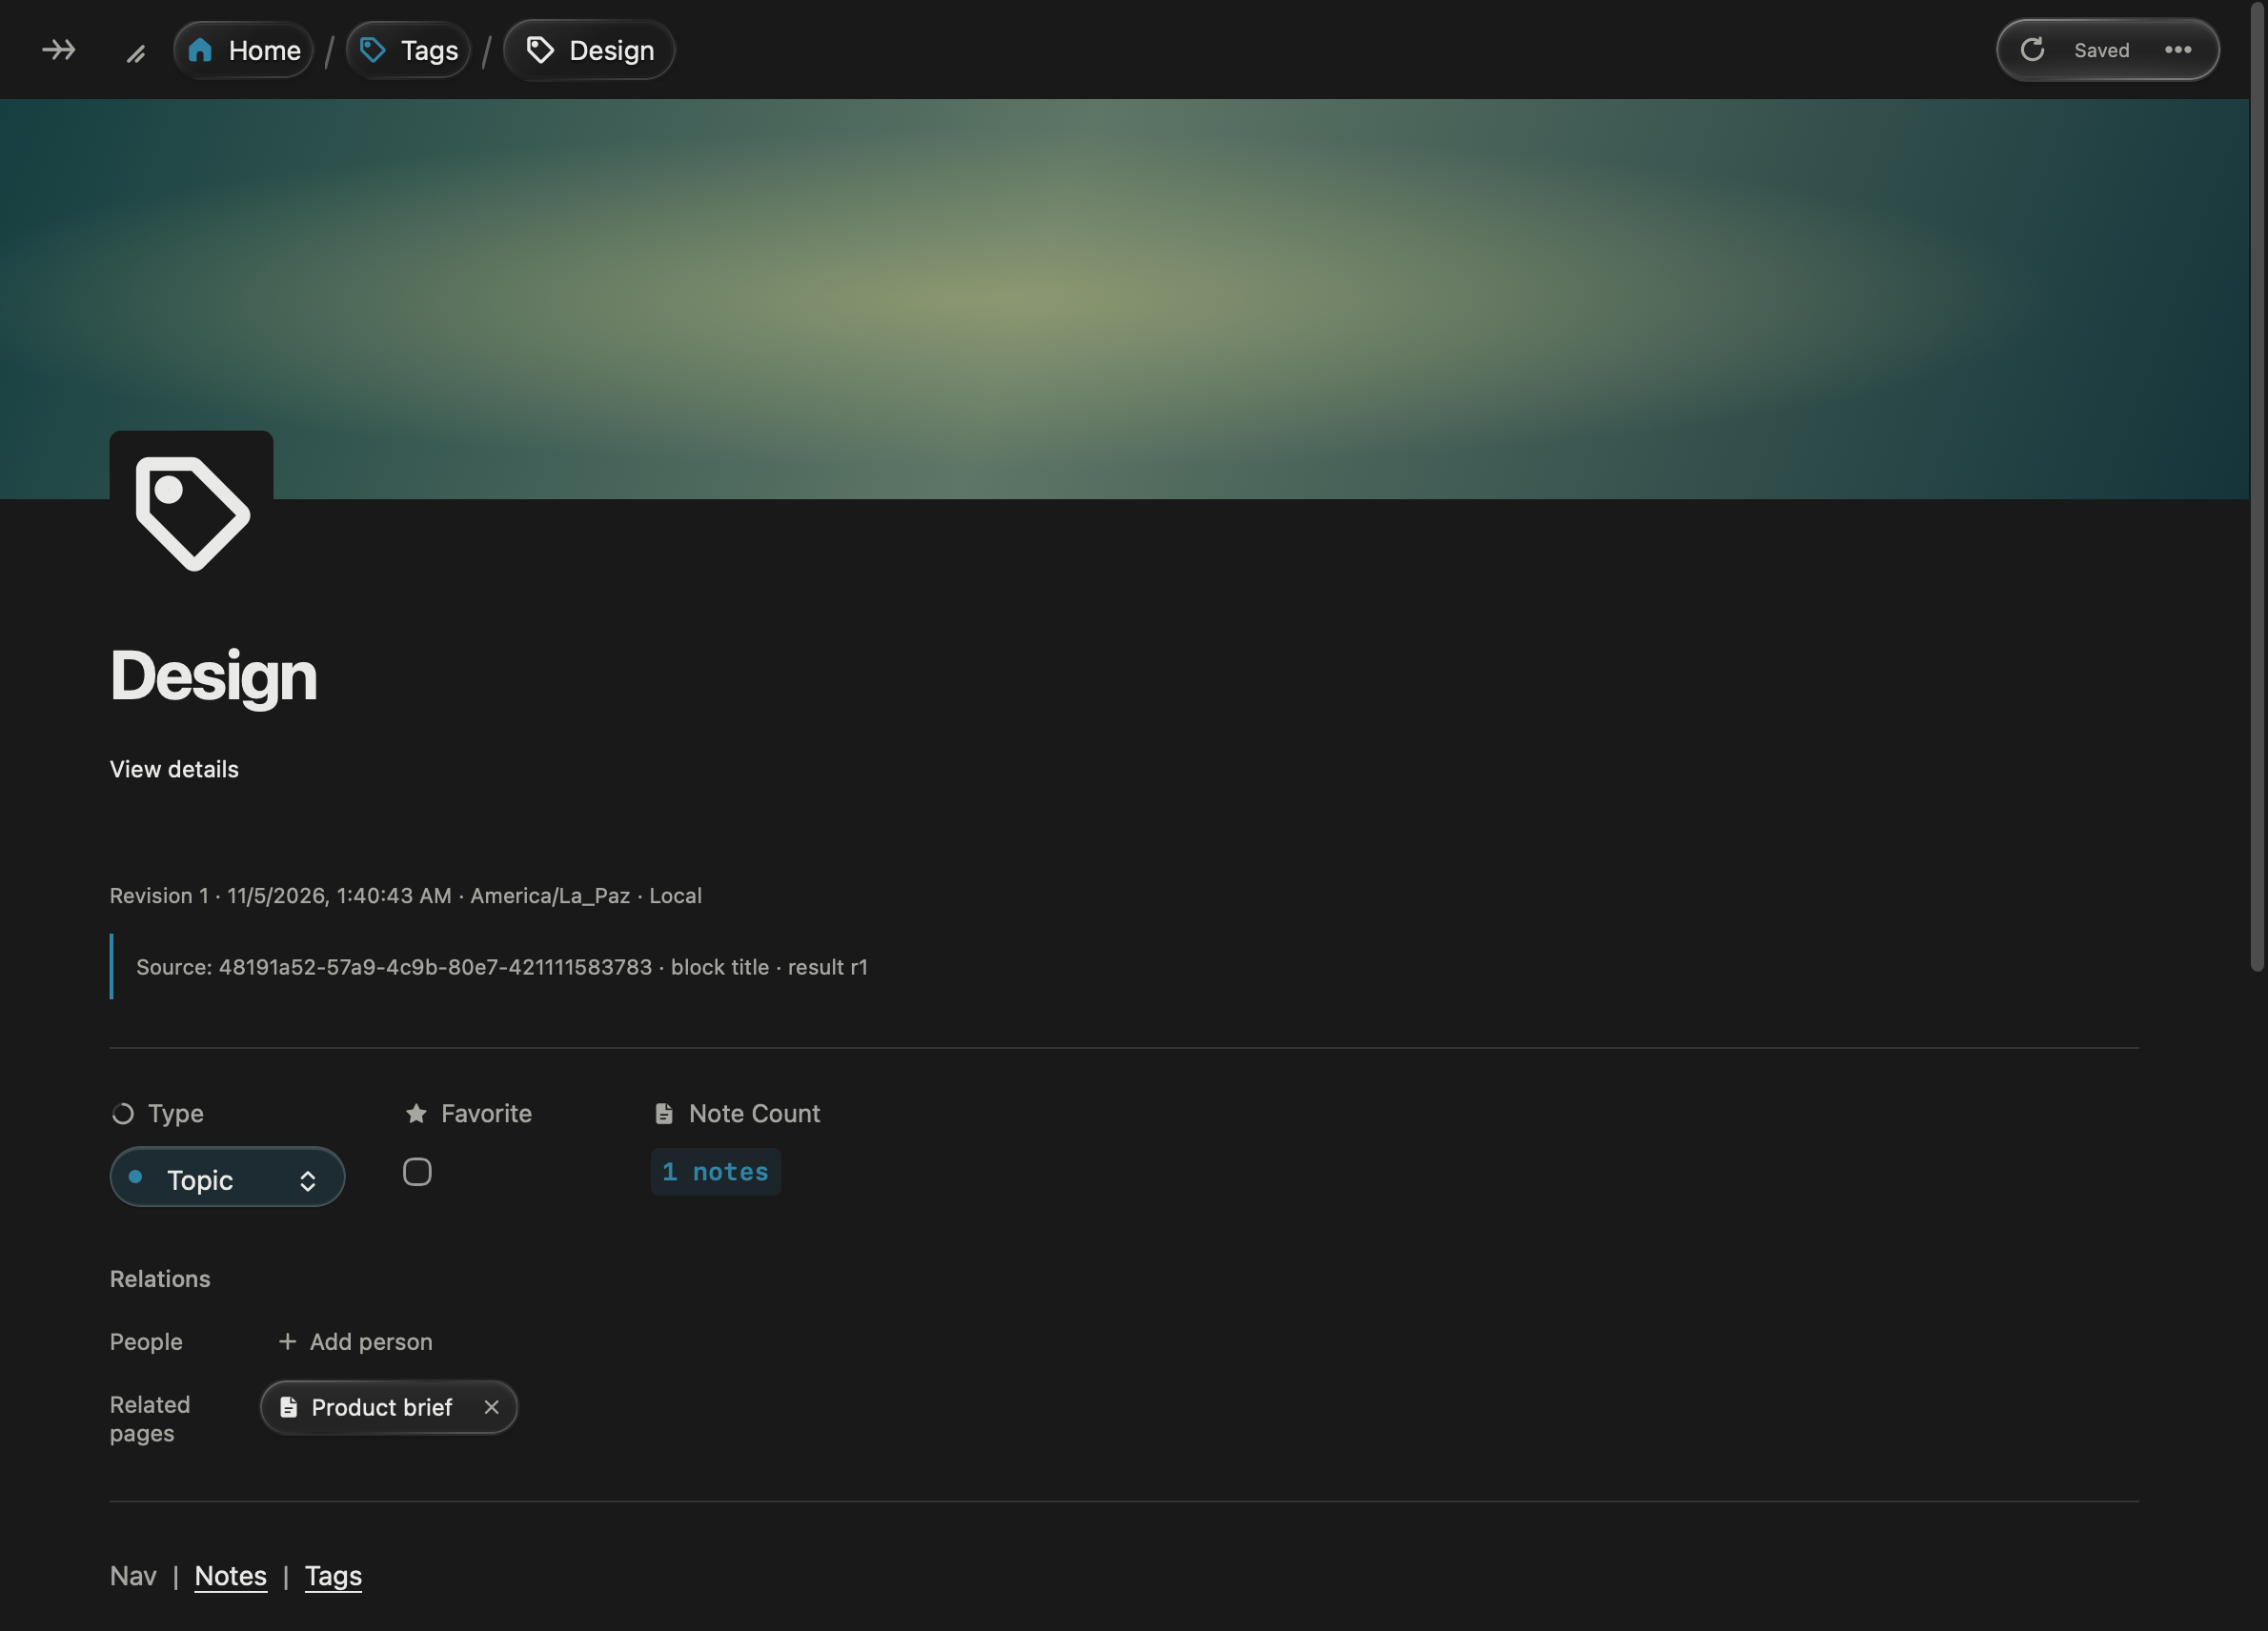 Home / Tags / Design
Saved
Design
View details
Revision 1 · 11/5/2026, 1:40:43 AM · America/La_Paz · Local
Source: 48191a52-57a9-4c9b-80e7-421111583783 · block title · result r1
Type
Favorite
Note Count
Topic
1 notes
Relations
People
+ Add person
Related
pages
Product brief
Nav | Notes | Tags